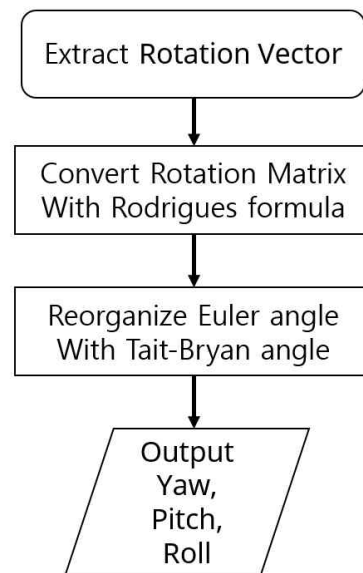 Extract Rotation Vector
Convert Rotation Matrix
With Rodrigues formula
Reorganize Euler angle
With Tait-Bryan angle
Output
Yaw,
Pitch,
Roll